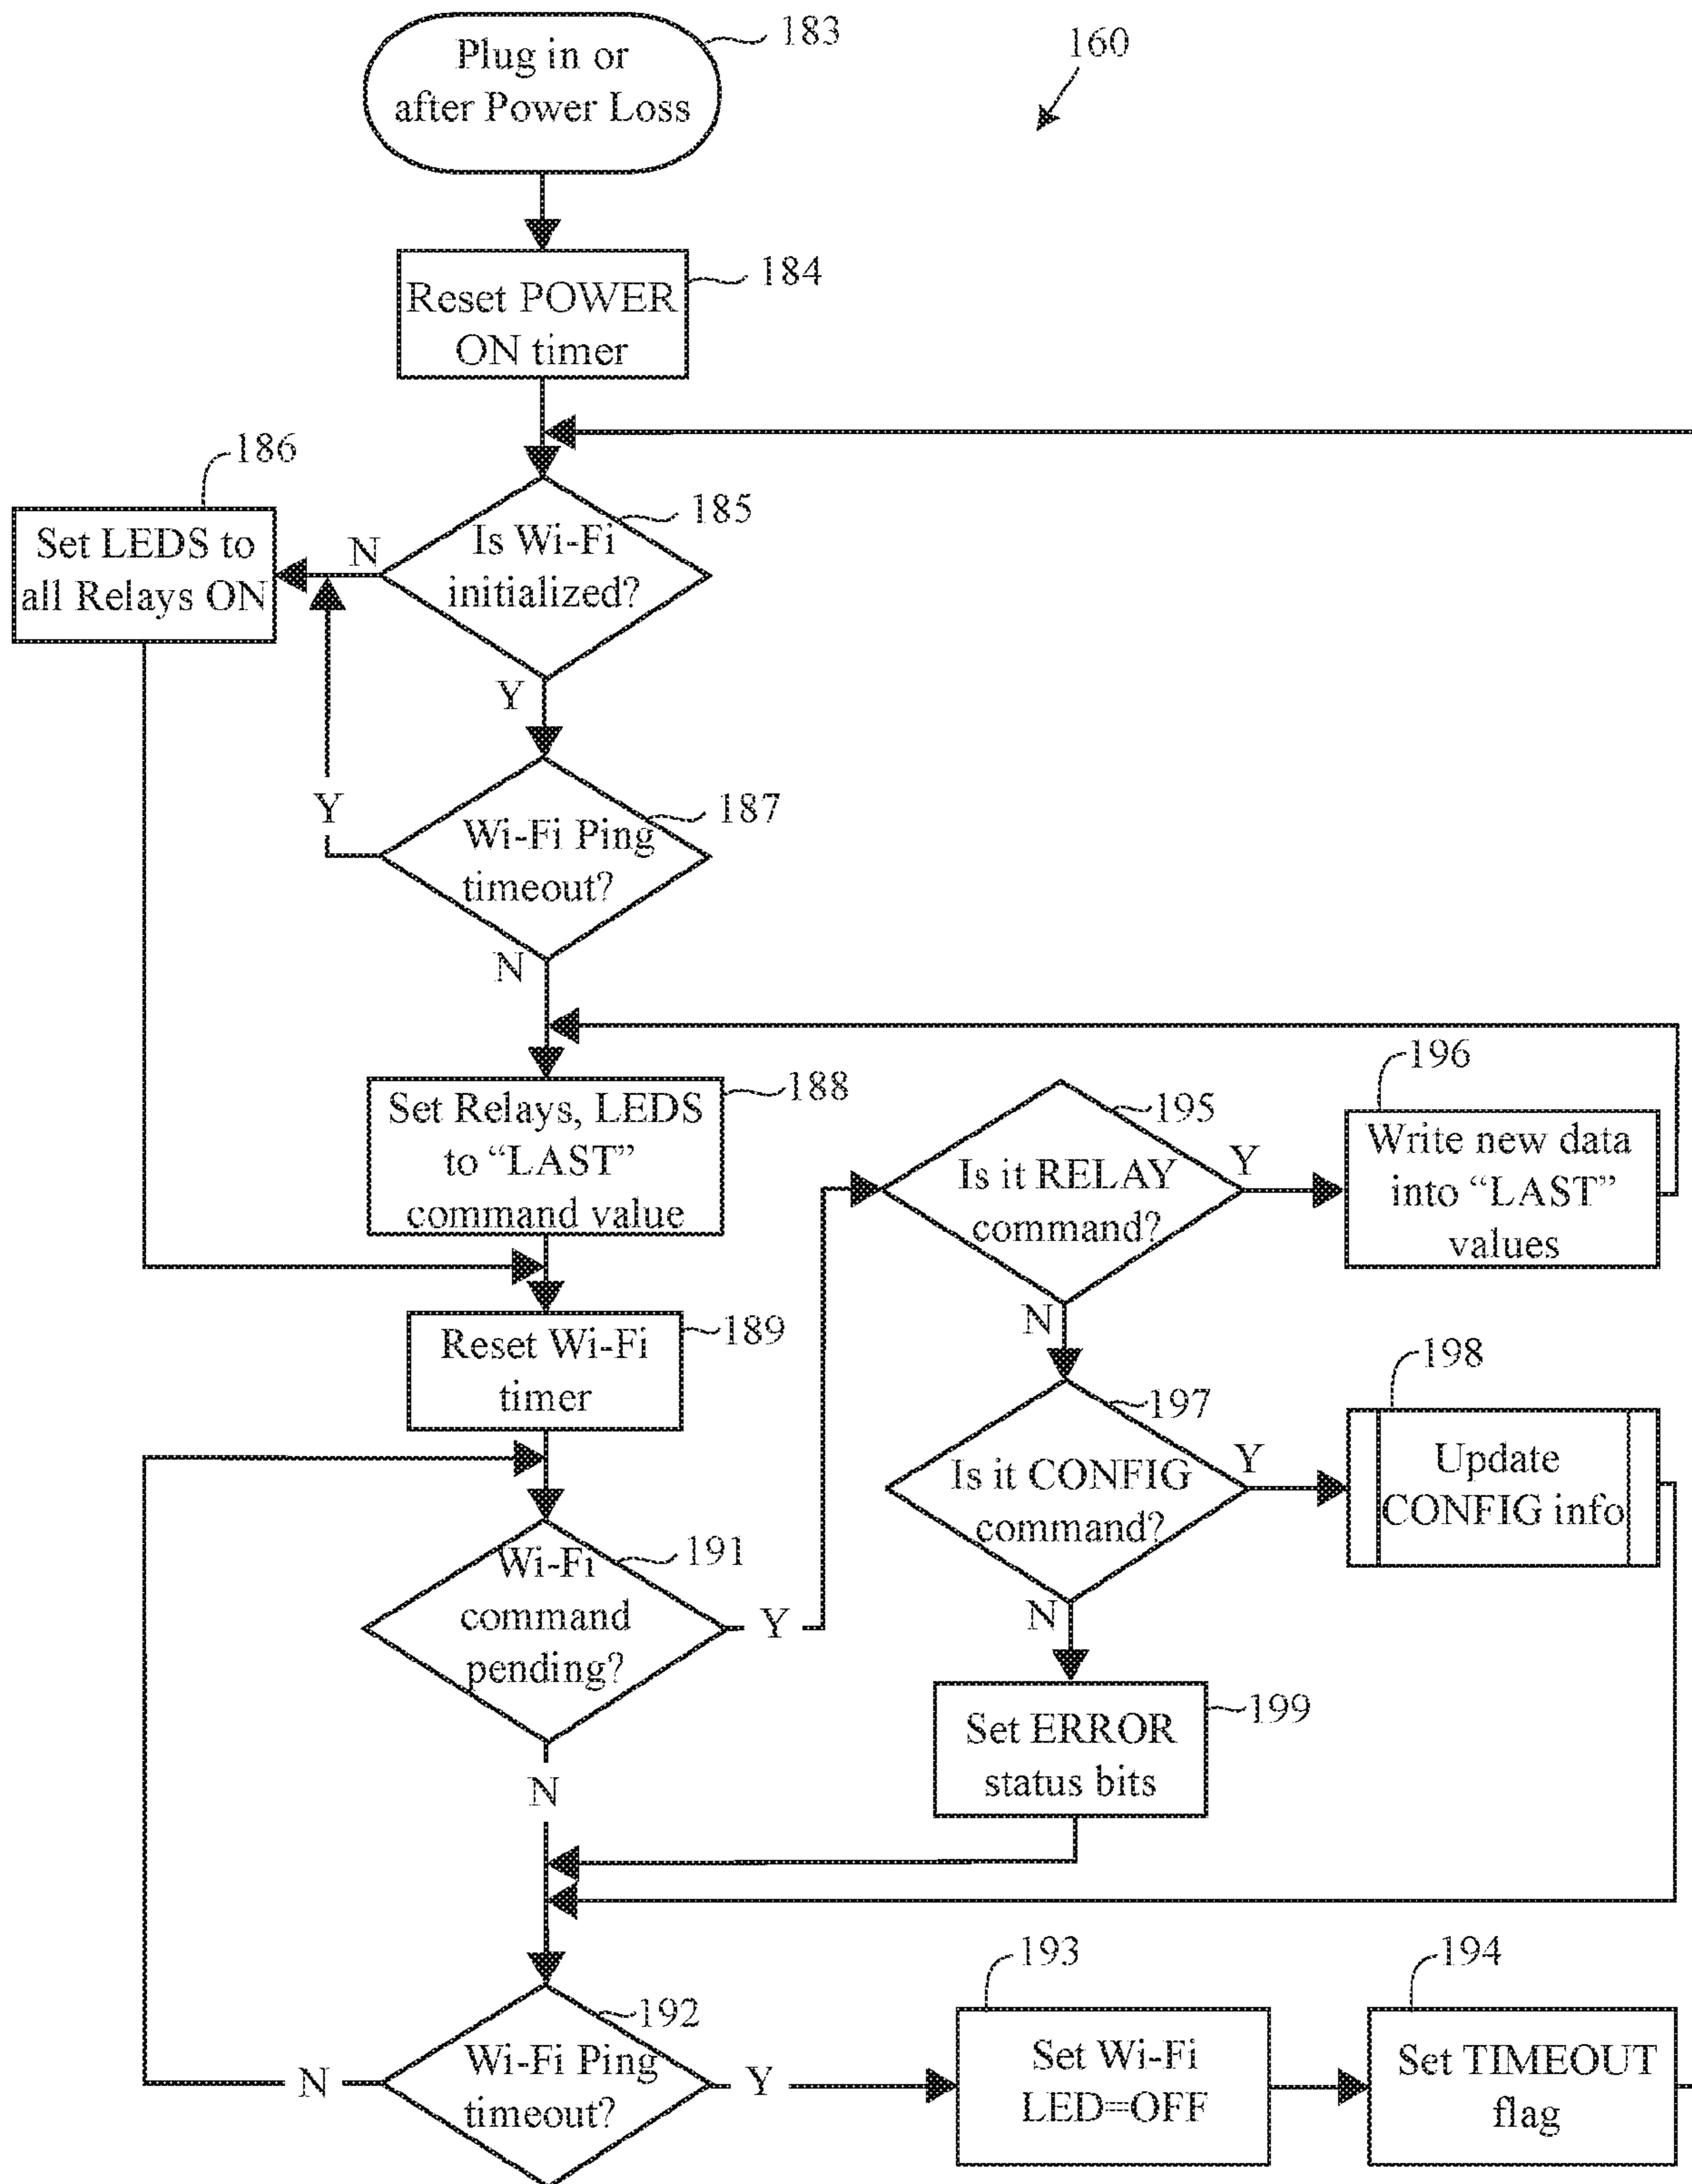 Plug in or
after Power Loss
183
160
Reset POWER
ON timer
184
186
Set LEDS to
all Relays ON
N
Is Wi-Fi
initialized?
185
Y
Y
Wi-Fi Ping
timeout?
187
N
Set Relays, LEDS
to “LAST”
command value
188
195
Is it RELAY
command?
Y
196
Write new data
into “LAST”
values
N
Reset Wi-Fi
timer
189
197
Is it CONFIG
command?
Y
198
Update
CONFIG info
N
Wi-Fi
command
pending?
191
Y
Set ERROR
status bits
199
N
192
Wi-Fi Ping
timeout?
N
Y
193
Set Wi-Fi
LED=OFF
194
Set TIMEOUT
flag